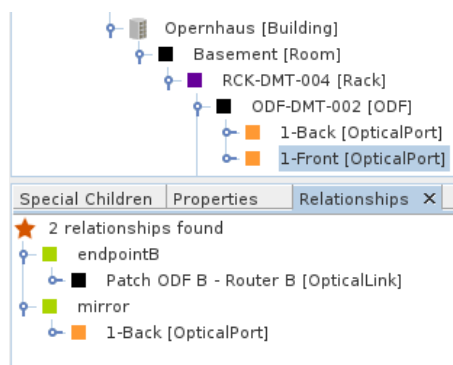 Opernhaus [Building]
Basement [Room]
RCK-DMT-004 [Rack]
ODF-DMT-002 [ODF]
1-Back [OpticalPort]
1-Front [OpticalPort]
Special Children Properties Relationships X
2 relationships found
endpointB
Patch ODF B - Router B [OpticalLink]
mirror
1-Back [OpticalPort]